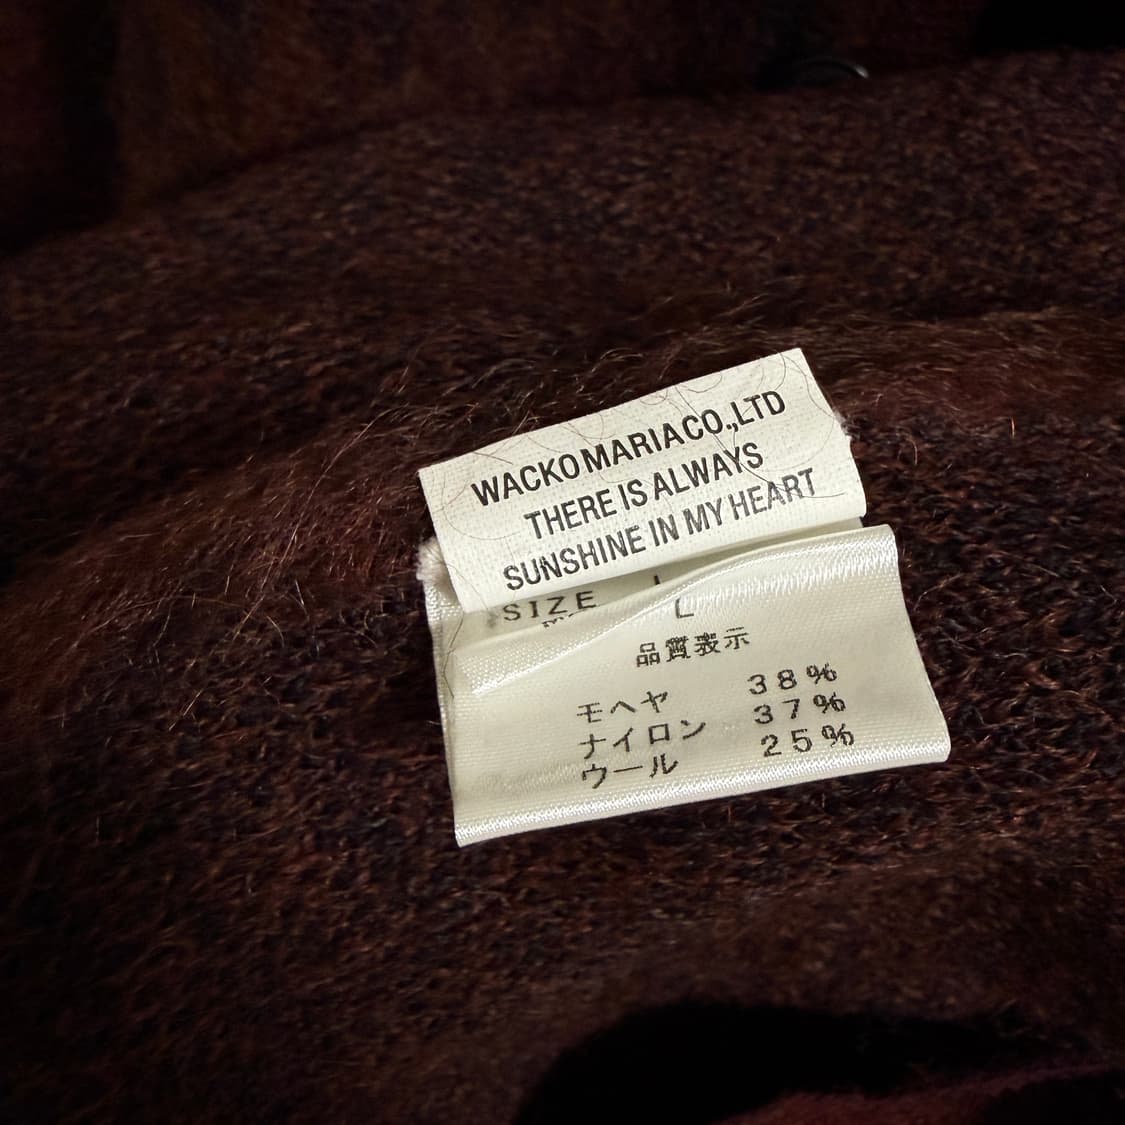 WACKO MARIA CO.,LTD
THERE IS ALWAYS
SUNSHINE IN MY HEART
SIZE L
品質表示
モヘヤ 38%
ナイロン 37%
ウール 25%